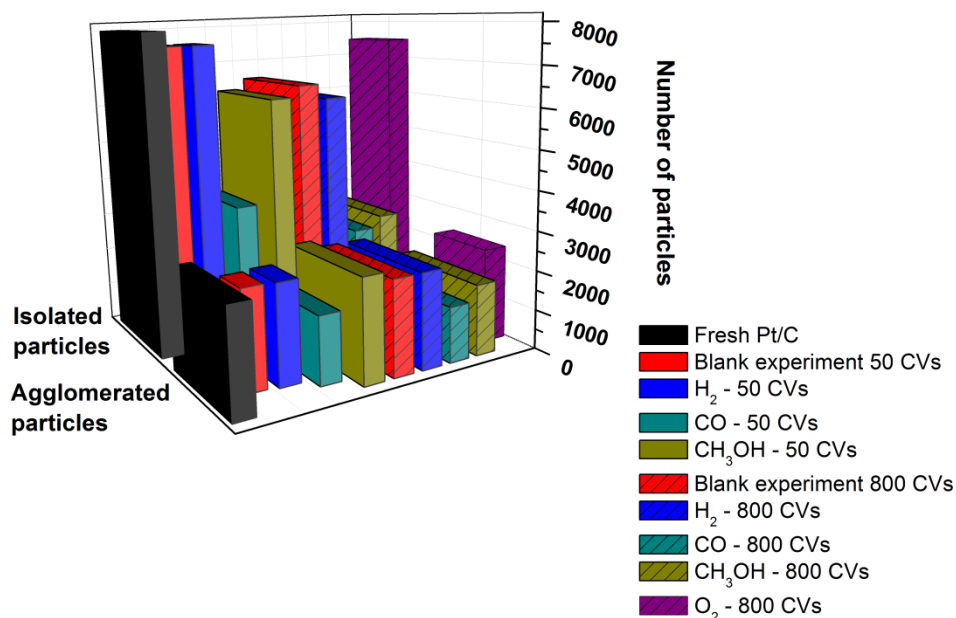 8000
7000
6000
5000
4000
3000
2000
1000
0
Number of particles
Isolated
particles
Agglomerated
particles
Fresh Pt/C
Blank experiment 50 CVs
H₂ - 50 CVs
CO - 50 CVs
CH₃OH - 50 CVs
Blank experiment 800 CVs
H₂ - 800 CVs
CO - 800 CVs
CH₃OH - 800 CVs
O₂ - 800 CVs